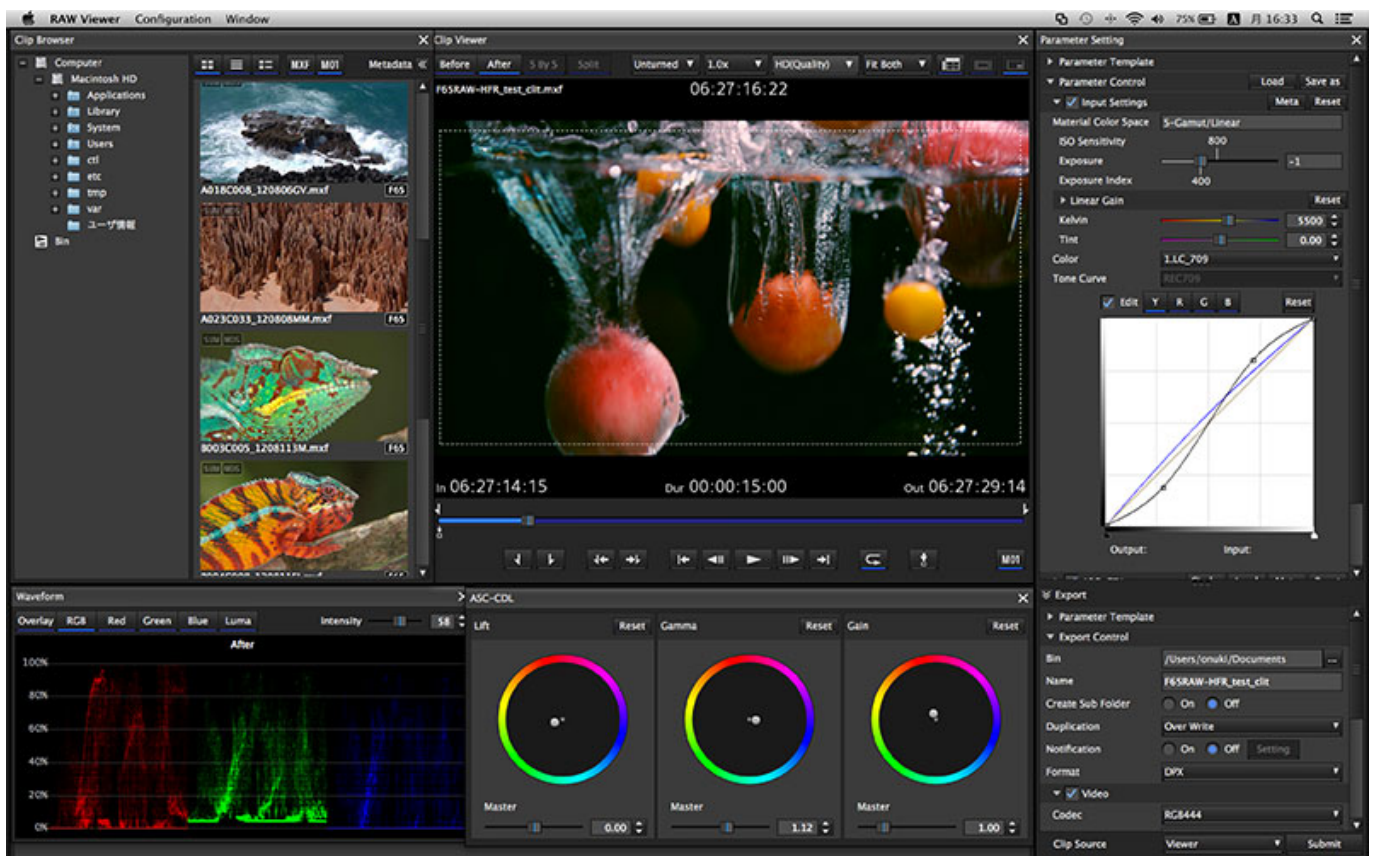 RAW Viewer Configuration Window 75% 月 16:33
Clip Browser
Computer
Macintosh HD
Applications
Library
System
Users
ctl
etc
tmp
var
ユーザ情報
Bin
MXF M01 Metadata
A018C008_120806GV.mxf F65
SUM MDS
A023C033_120808MM.mxf F65
SUM MDS
B003C005_1208113M.mxf F65
SUM MDS
Clip Viewer
Before After S By S Split Unturned 1.0x HD(Quality) Fit Both
F65RAW-HFR_test_clit.mxf 06:27:16:22
In 06:27:14:15 Dur 00:00:15:00 Out 06:27:29:14
M01
Parameter Setting
Parameter Template
Parameter Control Load Save as
Input Settings Meta Reset
Material Color Space S-Gamut/Linear
ISO Sensitivity 800
Exposure -1
Exposure Index 400
Linear Gain Reset
Kelvin 5500
Tint 0.00
Color 1.LC_709
Tone Curve REC709
Edit Y R G B Reset
Output: Input:
Waveform
Overlay RGB Red Green Blue Luma Intensity 58
After
100%
80%
60%
40%
20%
0%
ASC-CDL
Lift Reset Gamma Reset Gain Reset
Master Master Master
0.00 1.12 1.00
Export
Parameter Template
Export Control
Bin /Users/onuki/Documents ...
Name F65RAW-HFR_test_clit
Create Sub Folder On Off
Duplication Over Write
Notification On Off Setting
Format DPX
Video
Codec RGB444
Clip Source Viewer Submit